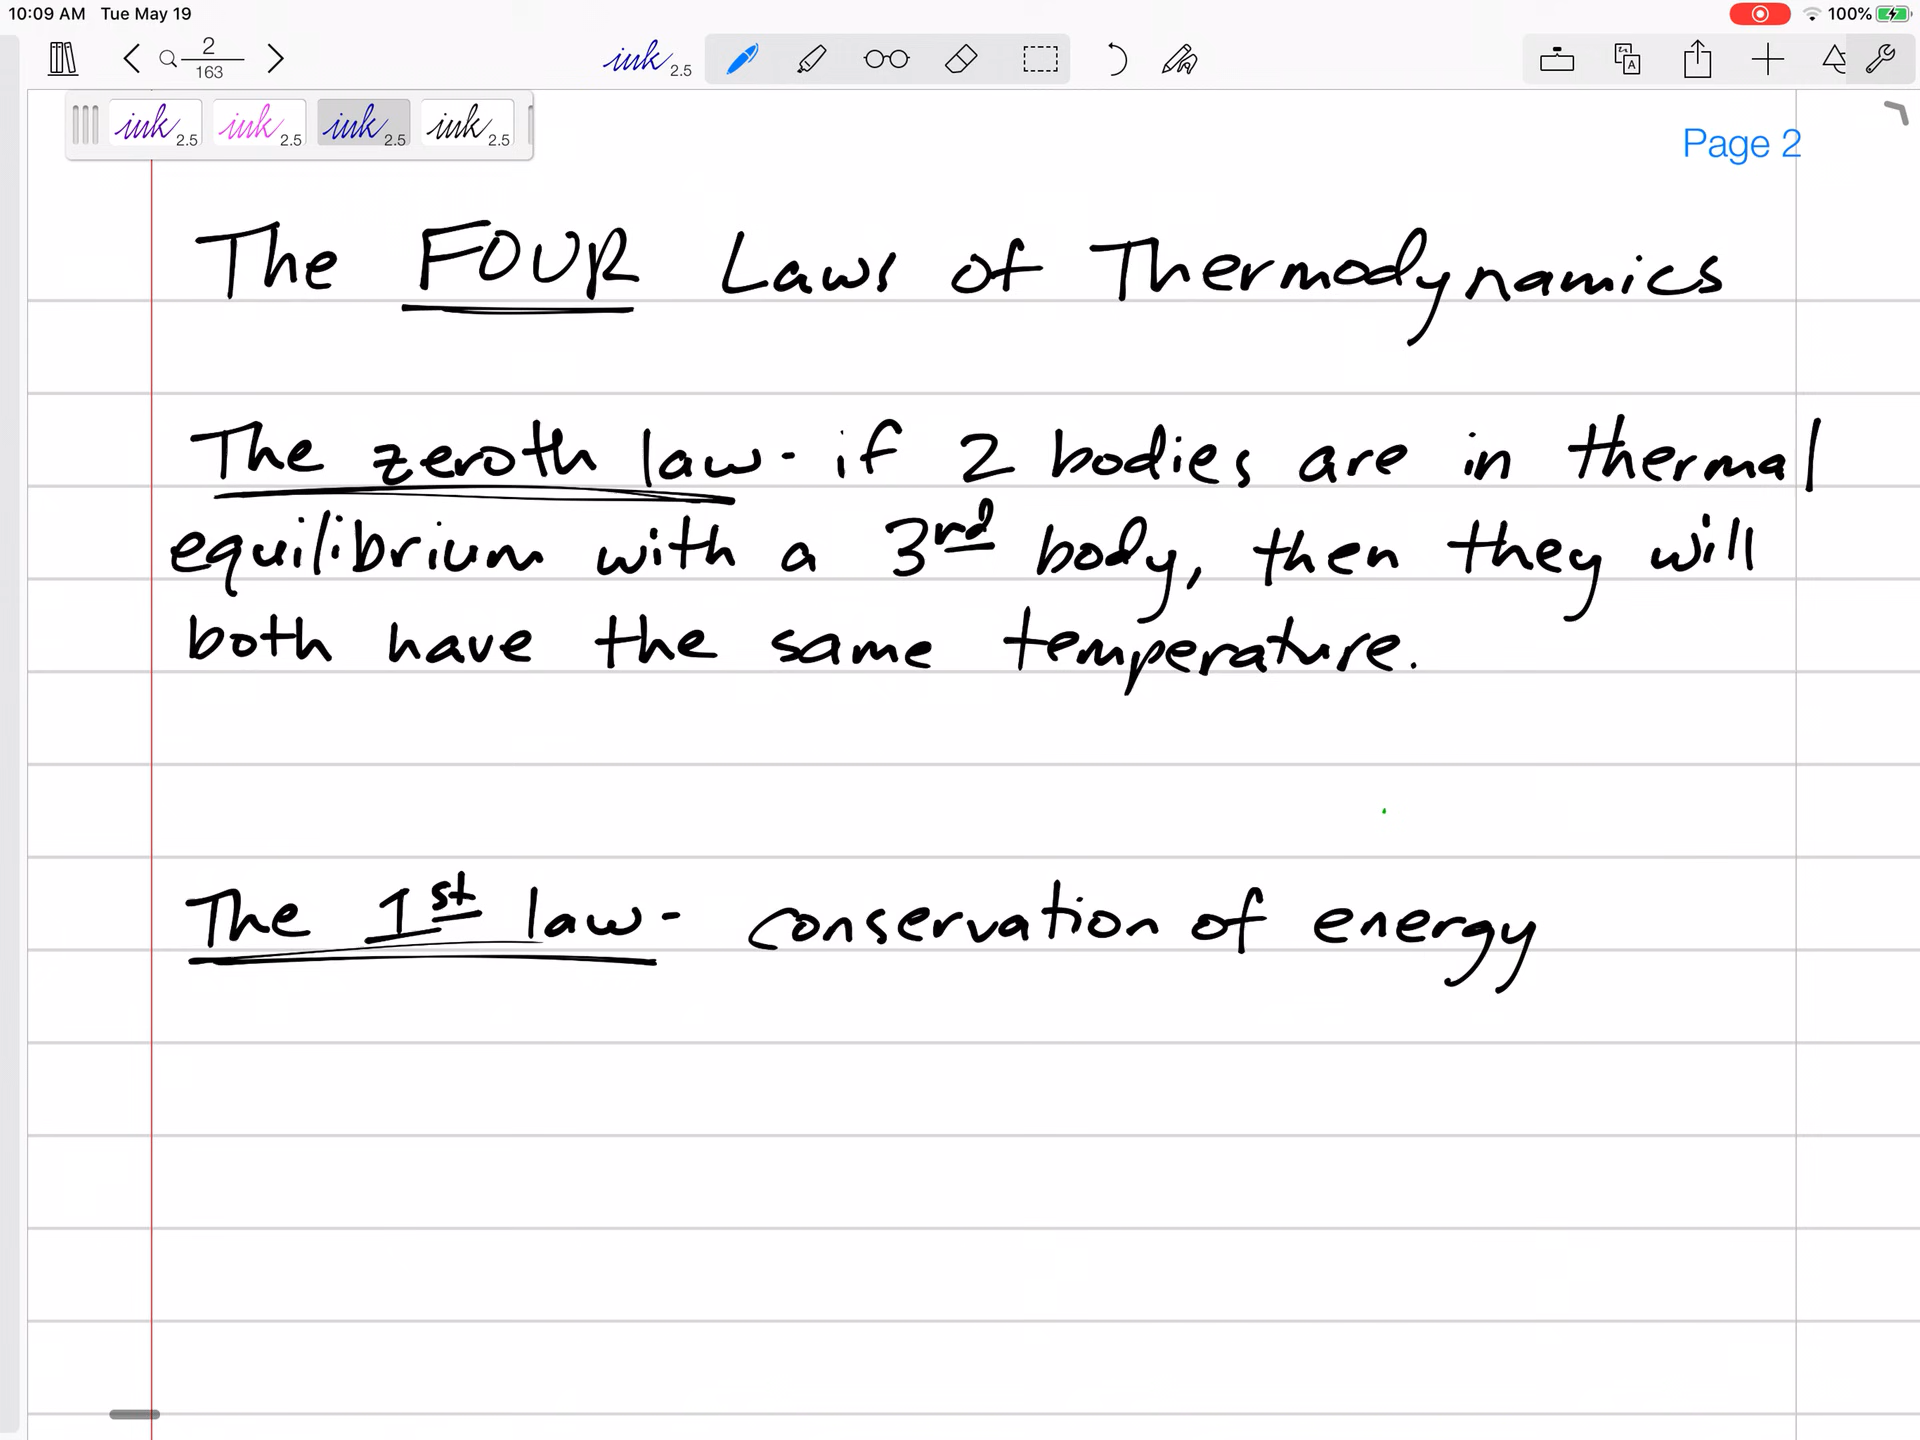 10:09 AM Tue May 19
100%
2
163
ink 2.5
ink 2.5
ink 2.5
ink 2.5
ink 2.5
Page 2
The FOUR Laws of Thermodynamics
The zeroth law - if 2 bodies are in thermal
equilibrium with a 3rd body, then they will
both have the same temperature.
The 1st law - conservation of energy